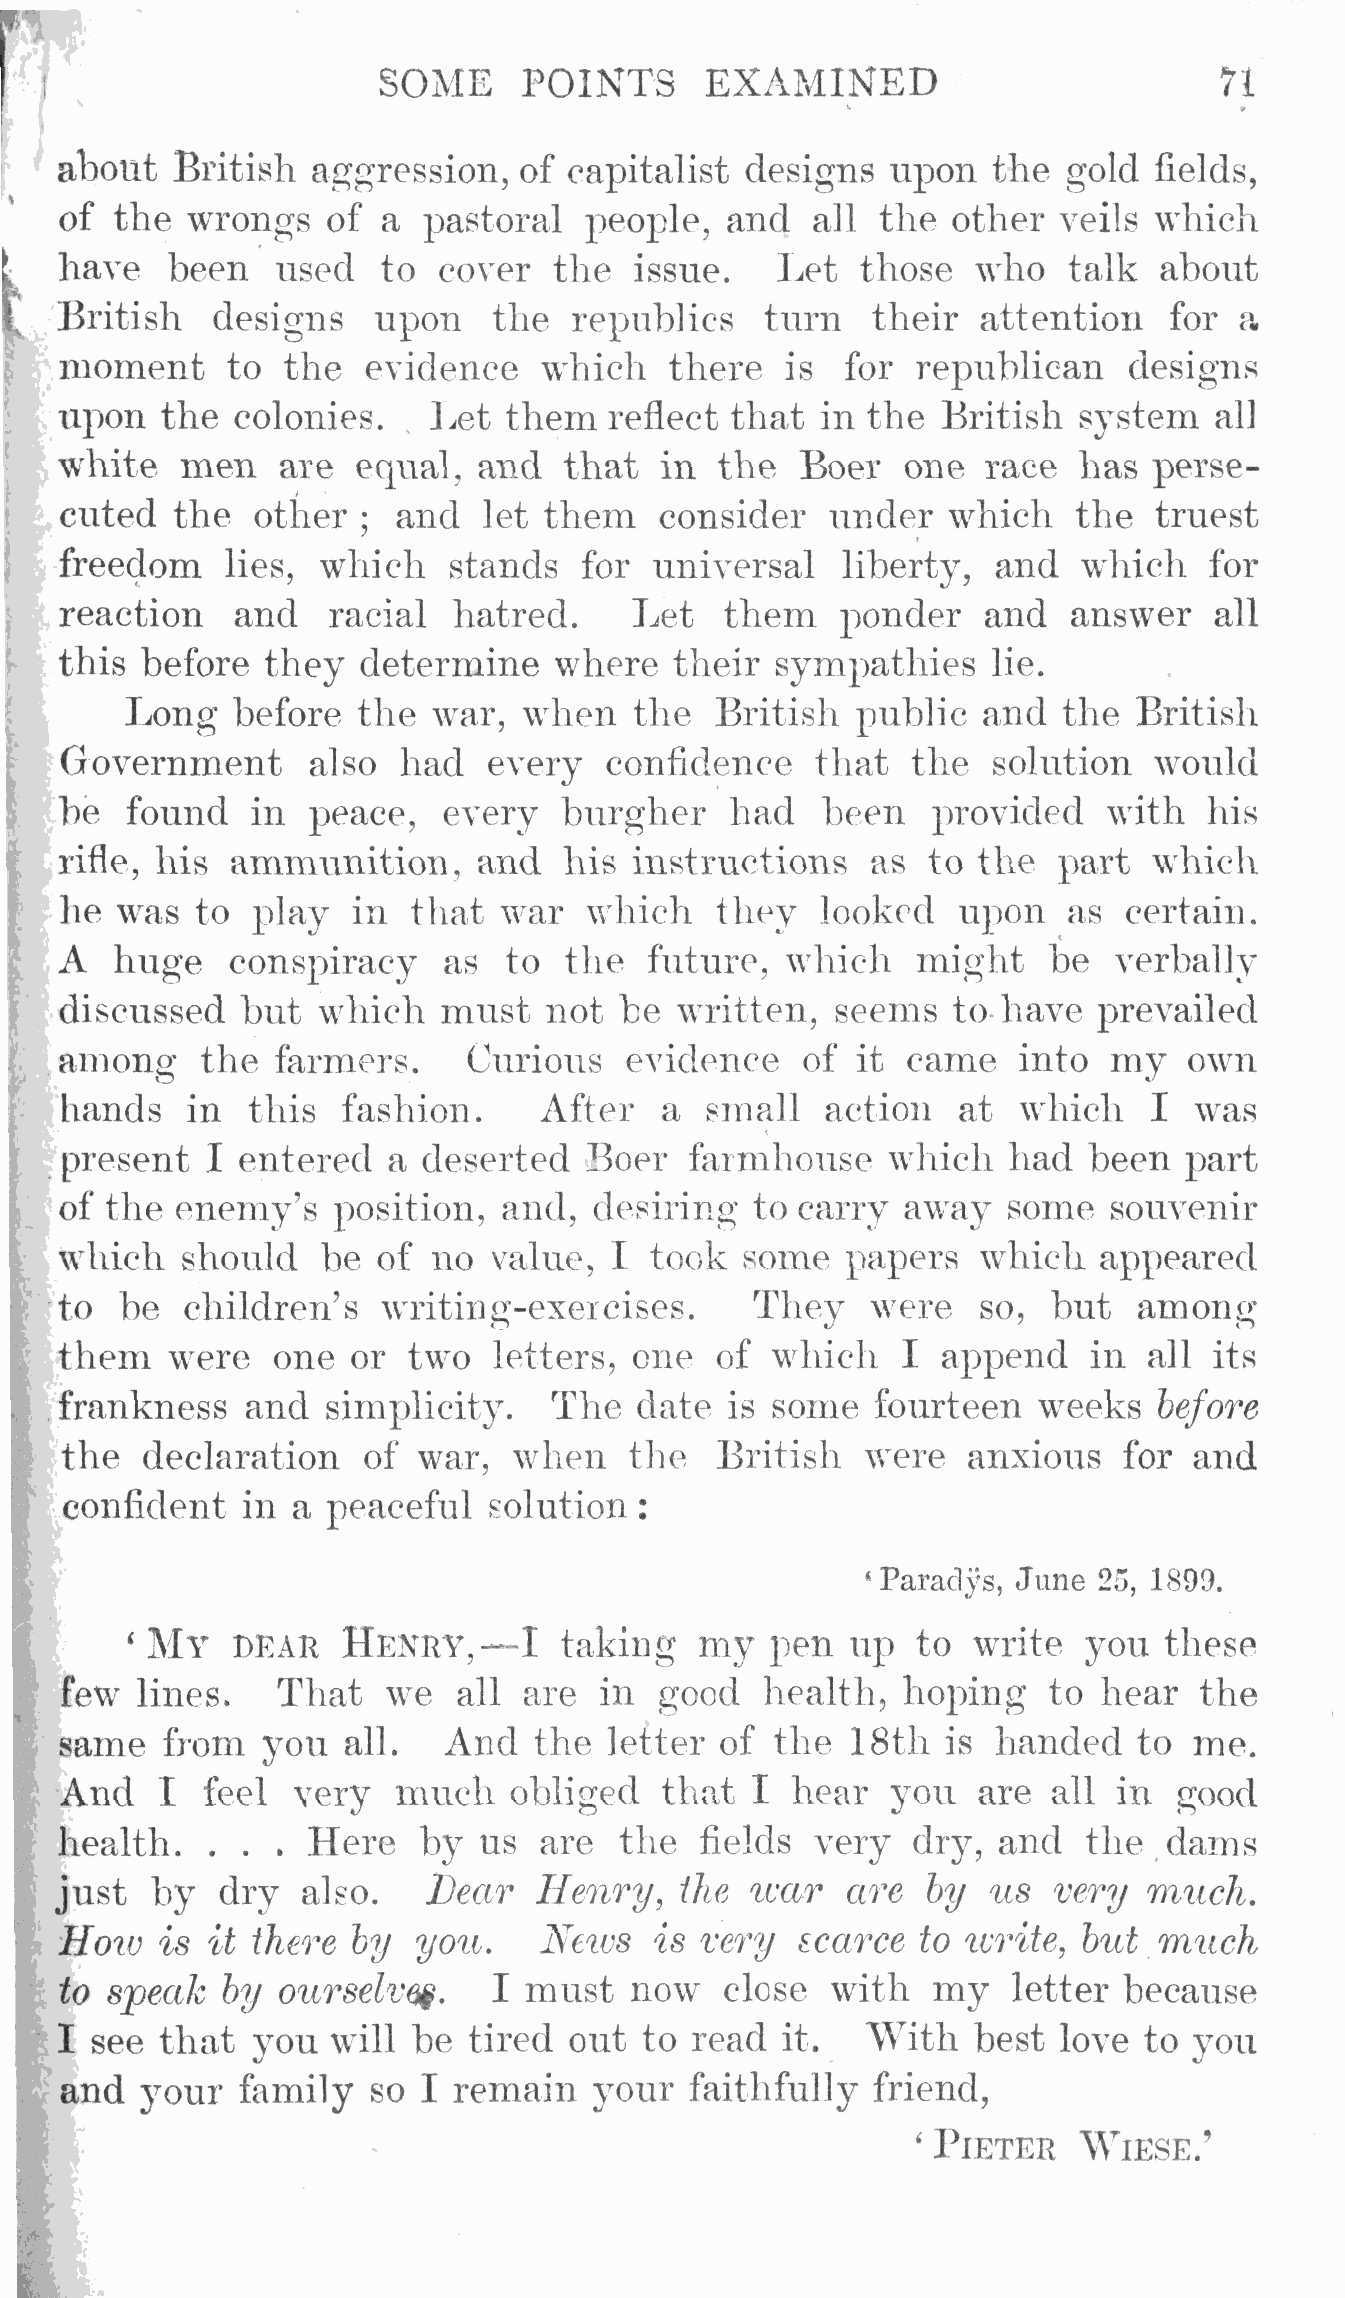 SOME POINTS EXAMINED 71
about British aggression, of capitalist designs upon the gold fields,
of the wrongs of a pastoral people, and all the other veils which
have been used to cover the issue. Let those who talk about
British designs upon the republics turn their attention for a
moment to the evidence which there is for republican designs
upon the colonies. Let them reflect that in the British system all
white men are equal, and that in the Boer one race has perse-
cuted the other ; and let them consider under which the truest
freedom lies, which stands for universal liberty, and which for
reaction and racial hatred. Let them ponder and answer all
this before they determine where their sympathies lie.
Long before the war, when the British public and the British
Government also had every confidence that the solution would
be found in peace, every burgher had been provided with his
rifle, his ammunition, and his instructions as to the part which
he was to play in that war which they looked upon as certain.
A huge conspiracy as to the future, which might be verbally
discussed but which must not be written, seems to have prevailed
among the farmers. Curious evidence of it came into my own
hands in this fashion. After a small action at which I was
present I entered a deserted Boer farmhouse which had been part
of the enemy's position, and, desiring to carry away some souvenir
which should be of no value, I took some papers which appeared
to be children's writing-exercises. They were so, but among
them were one or two letters, one of which I append in all its
frankness and simplicity. The date is some fourteen weeks before
the declaration of war, when the British were anxious for and
confident in a peaceful solution :
‘ Paradÿs, June 25, 1899.
‘ MY DEAR HENRY,—I taking my pen up to write you these
few lines. That we all are in good health, hoping to hear the
same from you all. And the letter of the 18th is handed to me.
And I feel very much obliged that I hear you are all in good
health. . . . Here by us are the fields very dry, and the dams
just by dry also. Dear Henry, the war are by us very much.
How is it there by you. News is very scarce to write, but much
to speak by ourselves. I must now close with my letter because
I see that you will be tired out to read it. With best love to you
and your family so I remain your faithfully friend,
‘ PIETER WIESE.’